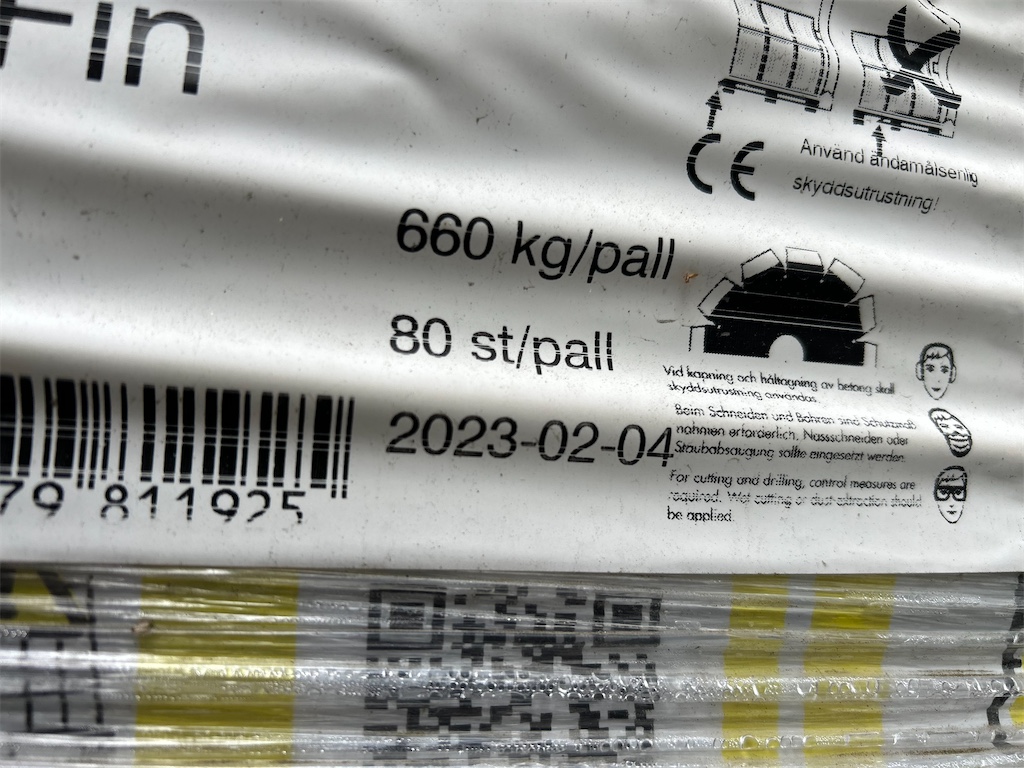 Fin
CE
Använd ändamålsenlig
skyddsutrustning!
660 kg/pall
80 st/pall
2023-02-04
79 811925
Vid kapning och håltagning av betong skall
skyddsutrustning användas.
Beim Schneiden und Bohren sind Schutzmaß
nahmen erforderlich. Nassschneiden oder
Staubabsaugung sollte eingesetzt werden.
For cutting and drilling, control measures are
required. Wet cutting or dust extraction should
be applied.